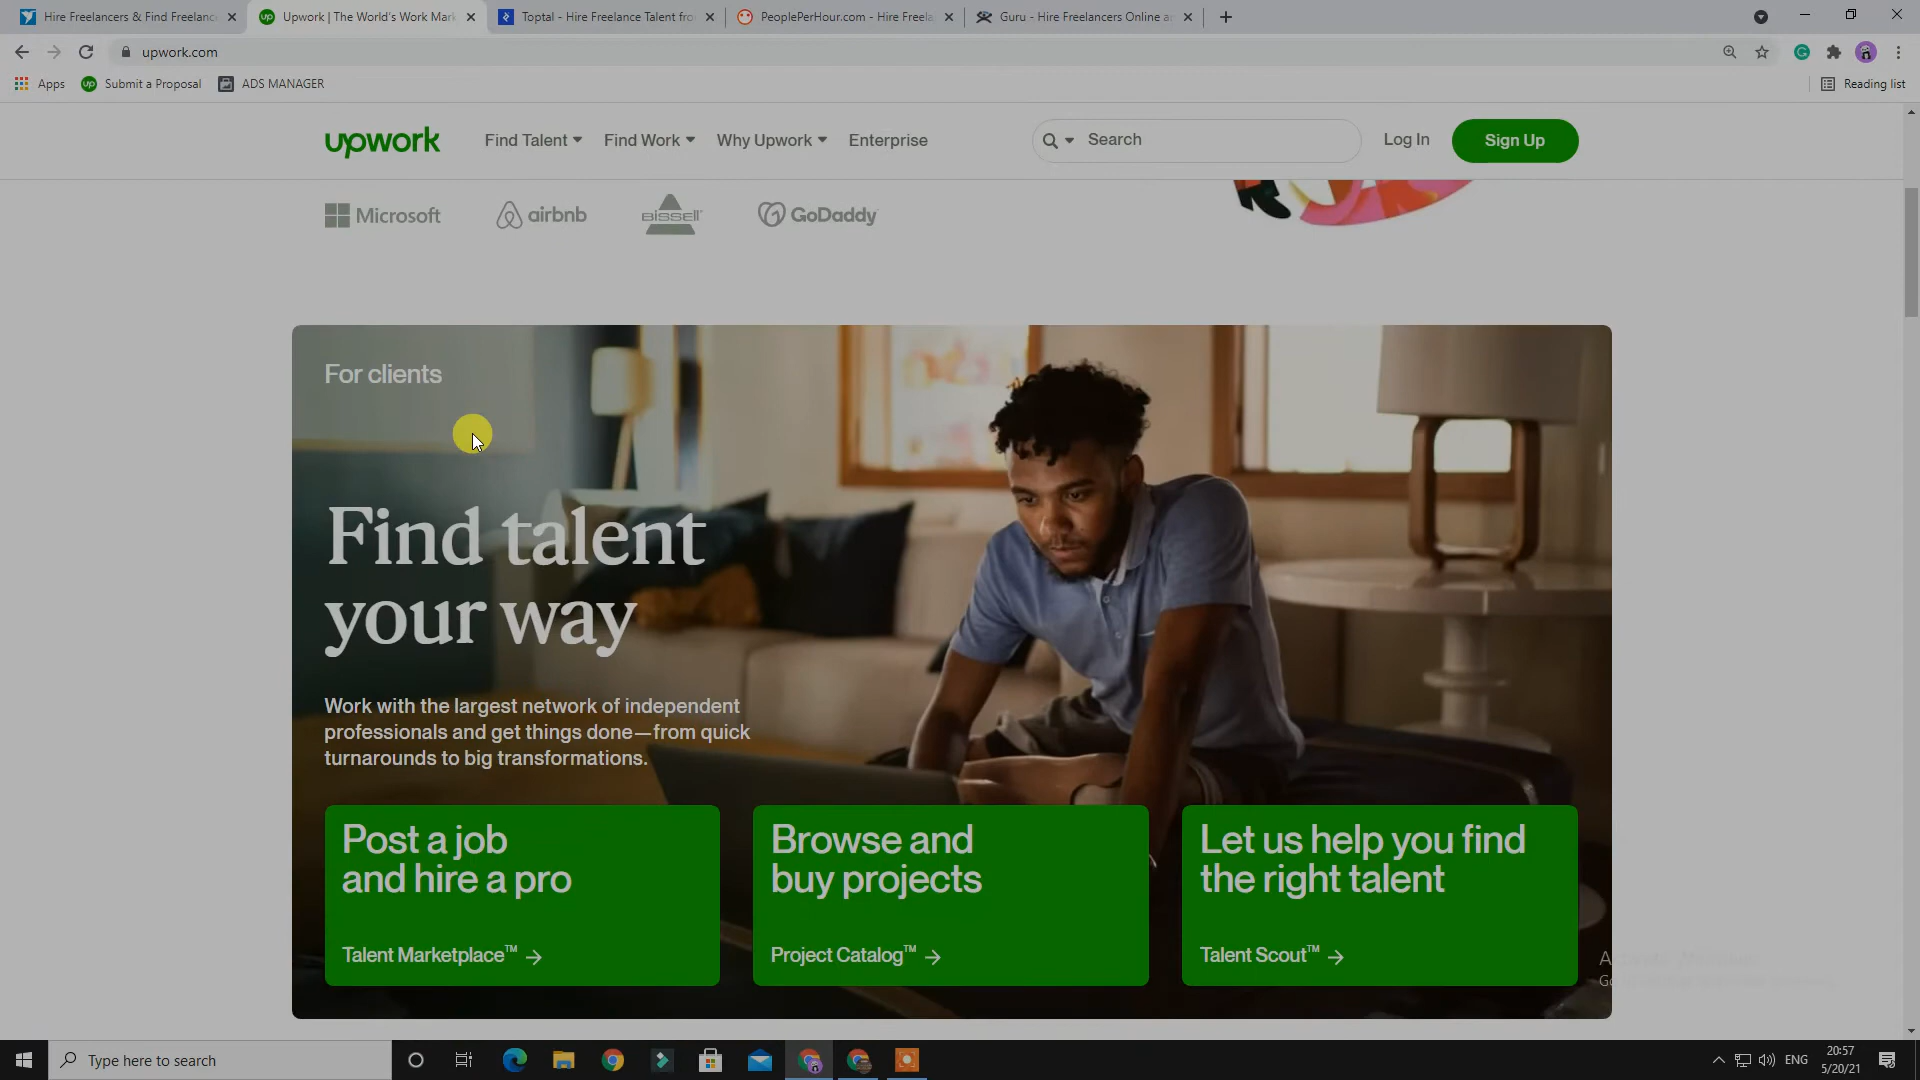 Hire Freelancers & Find Freelanc
Upwork | The World's Work Mark
Toptal - Hire Freelance Talent fro
PeoplePerHour.com - Hire Freela
Guru - Hire Freelancers Online a
upwork.com
Apps
Submit a Proposal
ADS MANAGER
Reading list
upwork
Find Talent
Find Work
Why Upwork
Enterprise
Search
Log In
Sign Up
Microsoft
airbnb
BISSELL
GoDaddy
For clients
Find talent
your way
Work with the largest network of independent
professionals and get things done—from quick
turnarounds to big transformations.
Post a job
and hire a pro
Talent Marketplace™
Browse and
buy projects
Project Catalog™
Let us help you find
the right talent
Talent Scout™
Type here to search
ENG
20:57
5/20/21